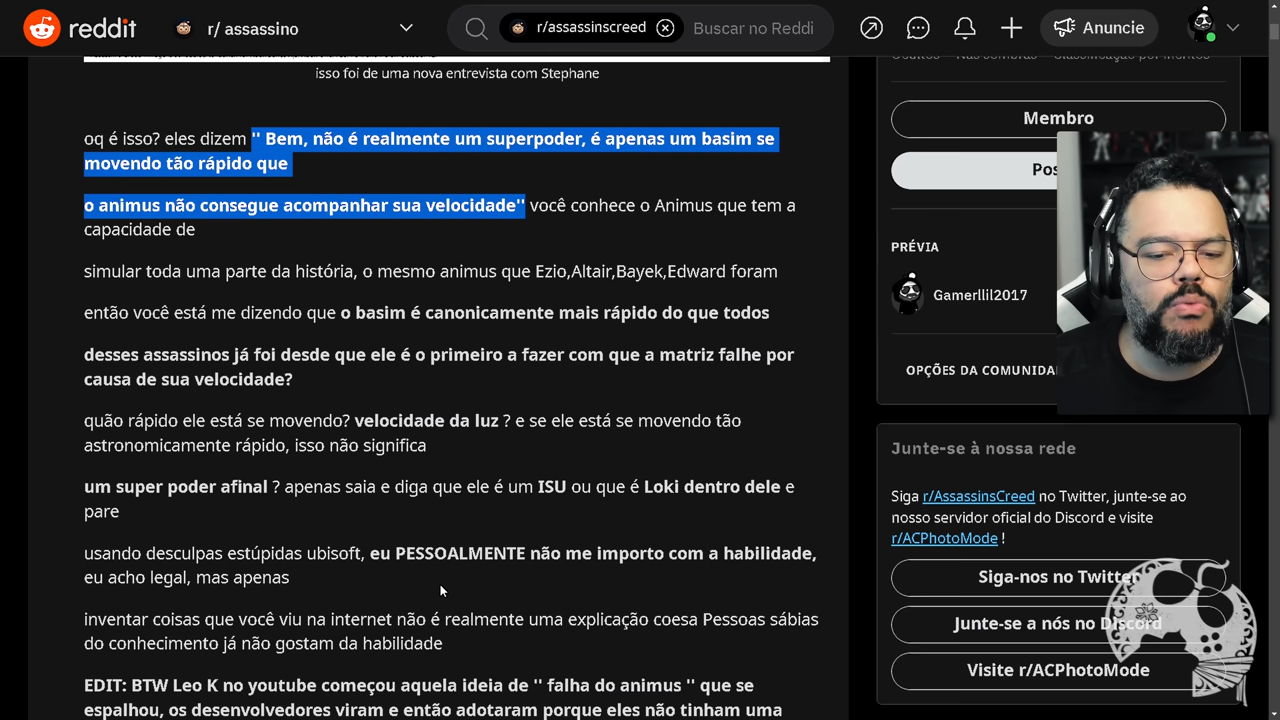 reddit
r/ assassino
r/assassinscreed
Buscar no Reddi
Anuncie
isso foi de uma nova entrevista com Stephane
oq é isso? eles dizem '' Bem, não é realmente um superpoder, é apenas um basim se
movendo tão rápido que
o animus não consegue acompanhar sua velocidade'' você conhece o Animus que tem a
capacidade de
simular toda uma parte da história, o mesmo animus que Ezio,Altair,Bayek,Edward foram
então você está me dizendo que o basim é canonicamente mais rápido do que todos
desses assassinos já foi desde que ele é o primeiro a fazer com que a matriz falhe por
causa de sua velocidade?
quão rápido ele está se movendo? velocidade da luz ? e se ele está se movendo tão
astronomicamente rápido, isso não significa
um super poder afinal ? apenas saia e diga que ele é um ISU ou que é Loki dentro dele e
pare
usando desculpas estúpidas ubisoft, eu PESSOALMENTE não me importo com a habilidade,
eu acho legal, mas apenas
inventar coisas que você viu na internet não é realmente uma explicação coesa Pessoas sábias
do conhecimento já não gostam da habilidade
EDIT: BTW Leo K no youtube começou aquela ideia de '' falha do animus '' que se
espalhou, os desenvolvedores viram e então adotaram porque eles não tinham uma
Membro
Pos
PRÉVIA
Gamerllil2017
OPÇÕES DA COMUNIDA
Junte-se à nossa rede
Siga r/AssassinsCreed no Twitter, junte-se ao
nosso servidor oficial do Discord e visite
r/ACPhotoMode !
Siga-nos no Twitter
Junte-se a nós no Discord
Visite r/ACPhotoMode